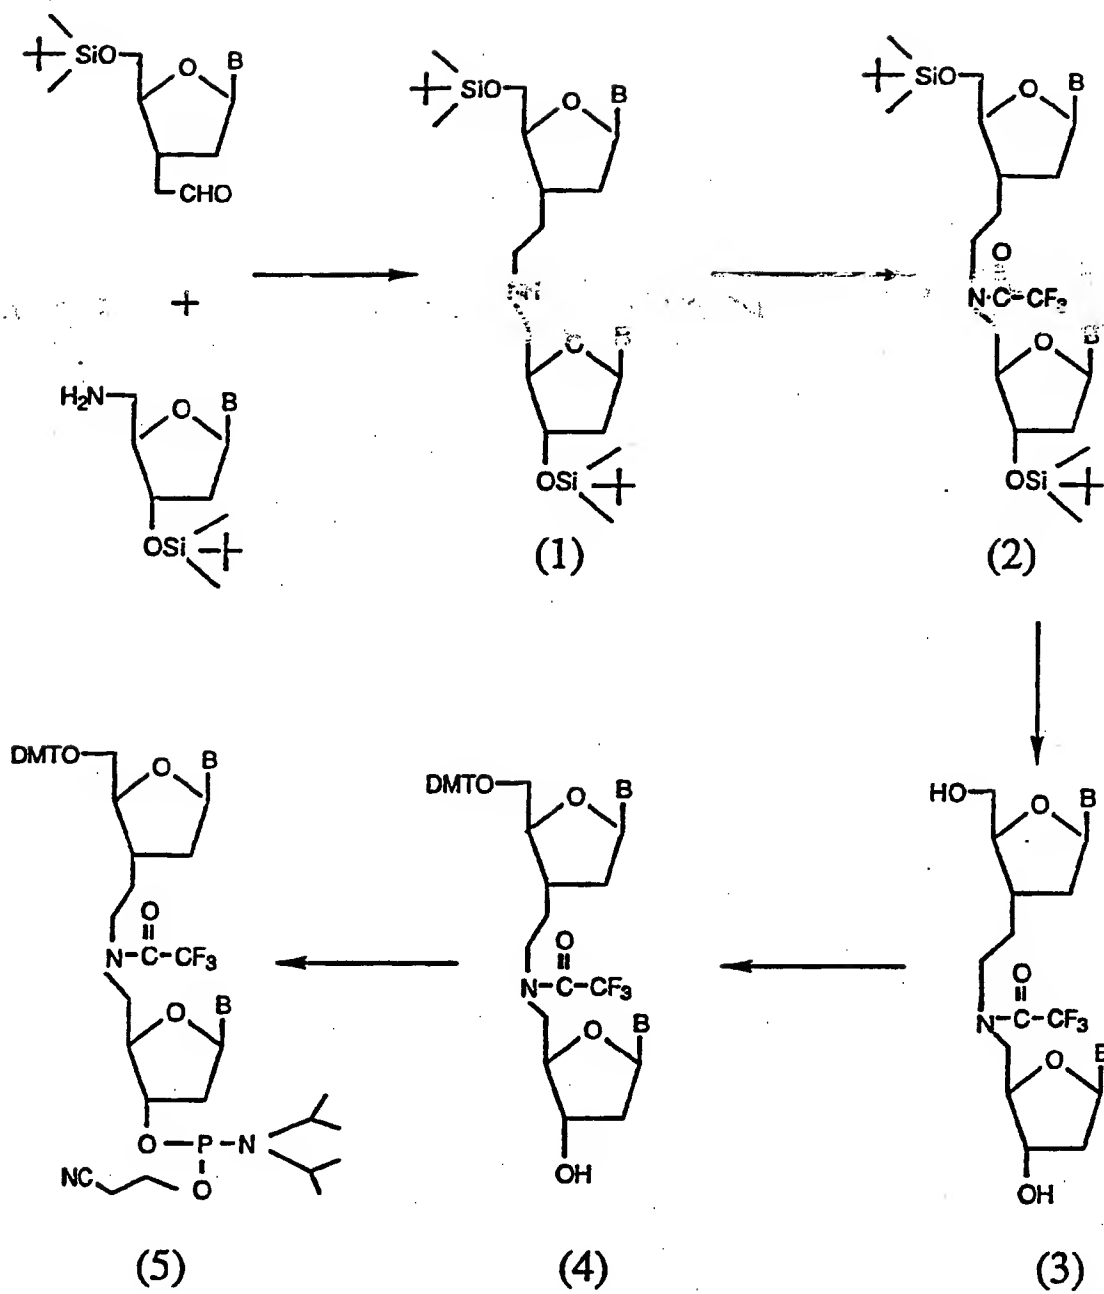 SiO O B
CHO
+
H₂N O B
OSi
SiO O B
O
OSi
(1)
SiO O B
O
N-C-CF₃
O B
OSi
(2)
HO O B
O
N-C-CF₃
O B
OH
(3)
DMTO O B
O
N-C-CF₃
O B
OH
(4)
DMTO O B
O
N-C-CF₃
O B
O-P-N
NC O
(5)